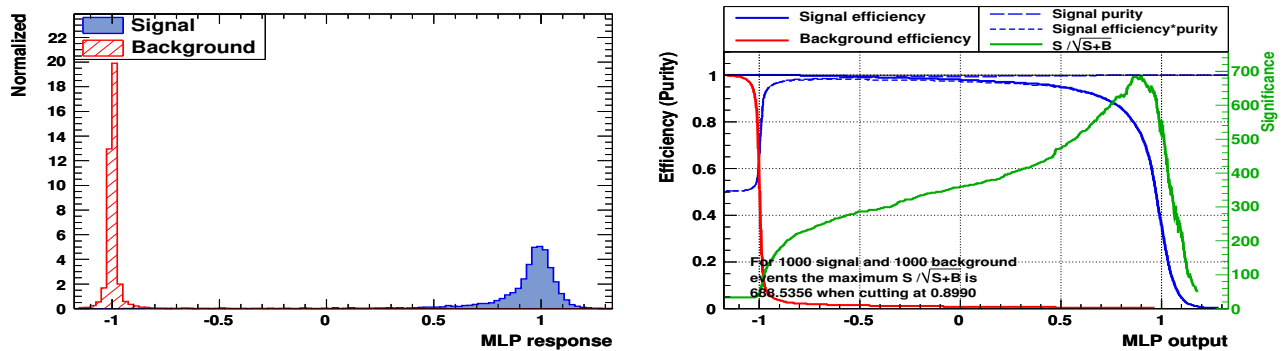 Signal
Background
Normalized
22
20
18
16
14
12
10
8
6
4
2
0
-1 -0.5 0 0.5 1
MLP response
Signal efficiency
Background efficiency
Signal purity
Signal efficiency*purity
S/√S+B
Efficiency (Purity)
1
0.8
0.6
0.4
0.2
0
For 1000 signal and 1000 background
events the maximum S/√S+B is
688.5356 when cutting at 0.8990
-1 -0.5 0 0.5 1
MLP output
700
600
500
400
300
200
100
0
Significance